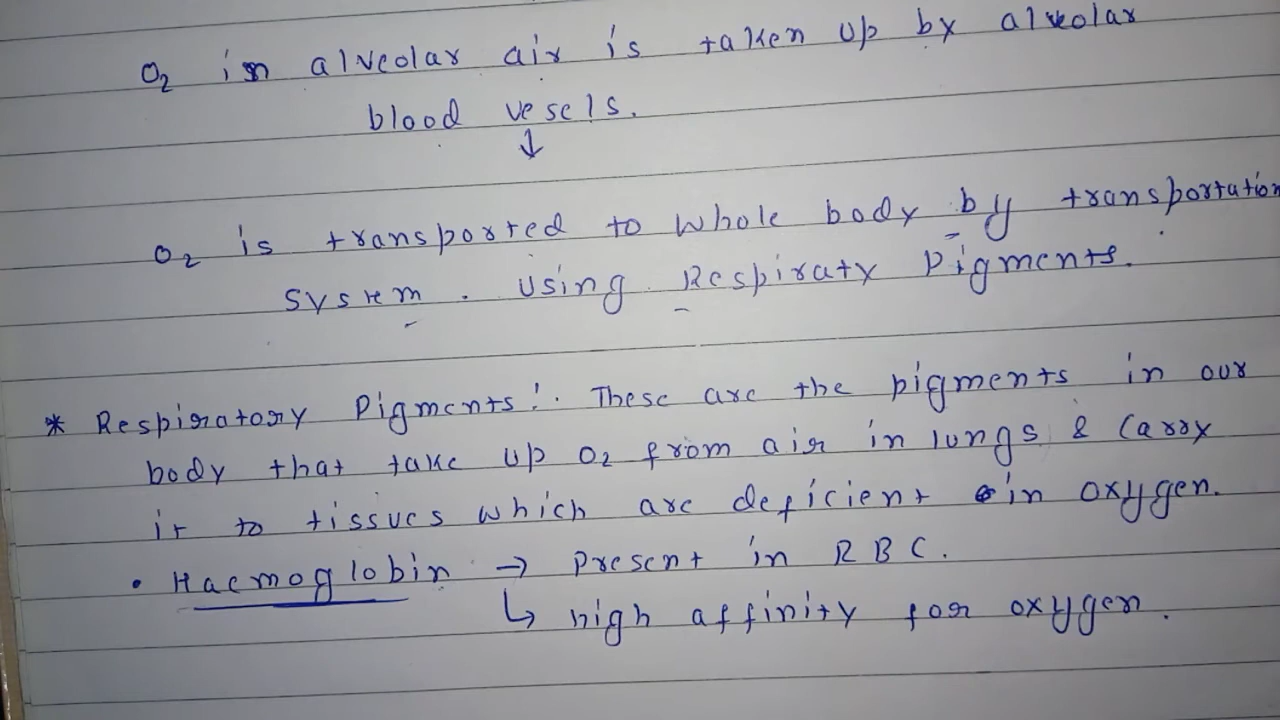 O₂ in alveolar air is taken up by alveolar
blood vesels.
↓
O₂ is transported to whole body by transportation
system. using Respiraty Pigments.
* Respiratory Pigments:. These are the pigments in our
body that take up O₂ from air in lungs & carry
it to tissues which are deficient in oxygen.
• Haemoglobin → Present in RBC.
↳ high affinity for oxygen.